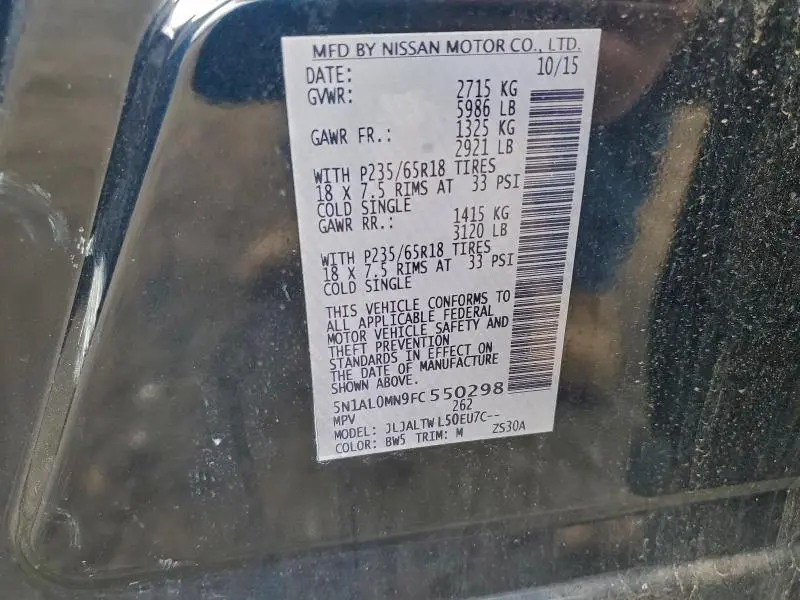 MFD BY NISSAN MOTOR CO., LTD.
DATE: 10/15
GVWR: 2715 KG
5986 LB
GAWR FR.: 1325 KG
2921 LB
WITH P235/65R18 TIRES
18 X 7.5 RIMS AT 33 PSI
COLD SINGLE
GAWR RR.: 1415 KG
3120 LB
WITH P235/65R18 TIRES
18 X 7.5 RIMS AT 33 PSI
COLD SINGLE
THIS VEHICLE CONFORMS TO
ALL APPLICABLE FEDERAL
MOTOR VEHICLE SAFETY AND
THEFT PREVENTION
STANDARDS IN EFFECT ON
THE DATE OF MANUFACTURE
SHOWN ABOVE.
5N1AL0MN9FC550298
MPV 262
MODEL: JLJALTWL50EU7C--
COLOR: BW5 TRIM: M ZS30A